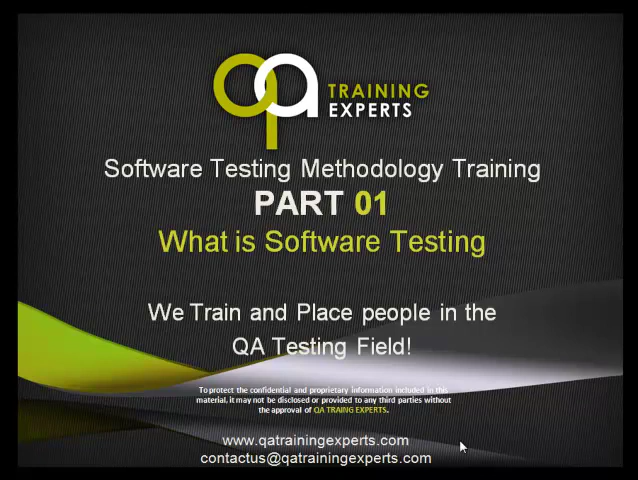 qa TRAINING
EXPERTS
Software Testing Methodology Training
PART 01
What is Software Testing
We Train and Place people in the
QA Testing Field!
To protect the confidential and proprietary information included in this
material, it may not be disclosed or provided to any third parties without
the approval of QA TRAING EXPERTS.
www.qatrainingexperts.com
contactus@qatrainingexperts.com